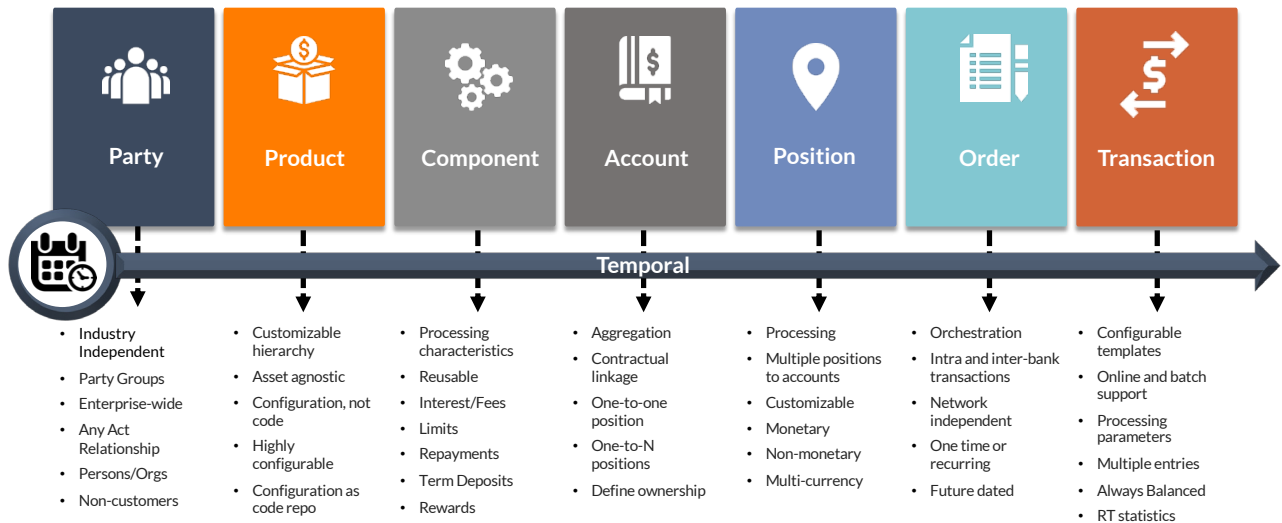 Party
Product
Component
Account
Position
Order
Transaction
Temporal
• Industry
Independent
• Party Groups
• Enterprise-wide
• Any Act
Relationship
• Persons/Orgs
• Non-customers
• Customizable
hierarchy
• Asset agnostic
• Configuration, not
code
• Highly
configurable
• Configuration as
code repo
• Processing
characteristics
• Reusable
• Interest/Fees
• Limits
• Repayments
• Term Deposits
• Rewards
• Aggregation
• Contractual
linkage
• One-to-one
position
• One-to-N
positions
• Define ownership
• Processing
• Multiple positions
to accounts
• Customizable
• Monetary
• Non-monetary
• Multi-currency
• Orchestration
• Intra and inter-bank
transactions
• Network
independent
• One time or
recurring
• Future dated
• Configurable
templates
• Online and batch
support
• Processing
parameters
• Multiple entries
• Always Balanced
• RT statistics